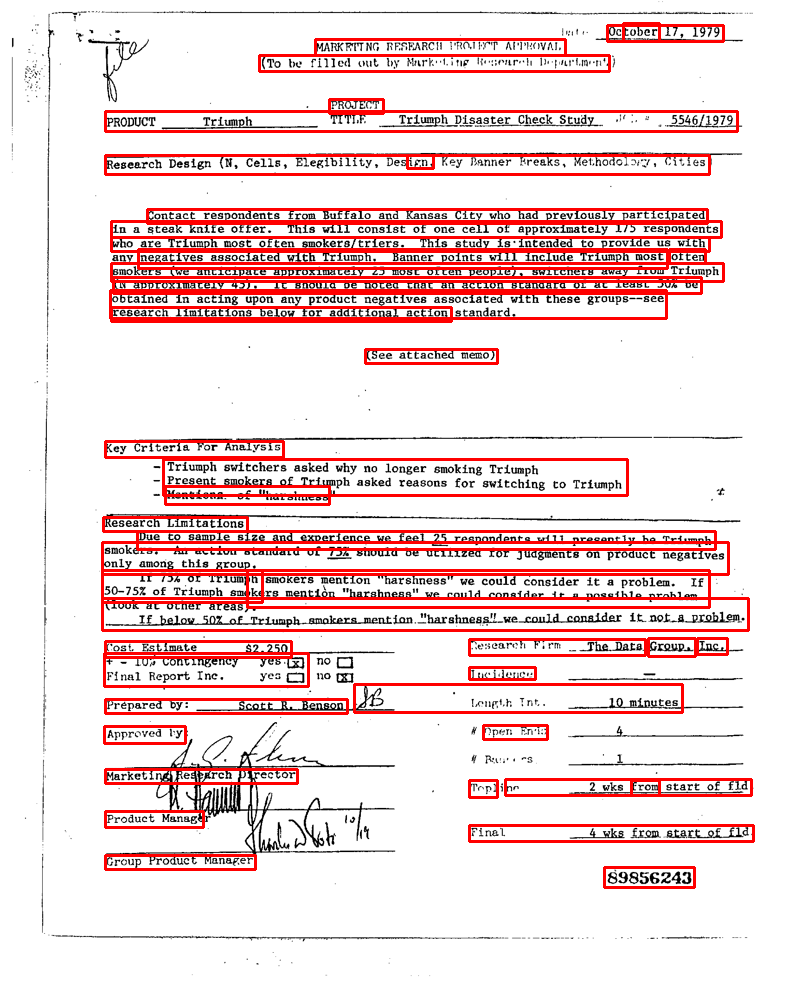 Date October 17, 1979
file
MARKETING RESEARCH PROJECT APPROVAL
(To be filled out by Marketing Research Department)
PROJECT
PRODUCT Triumph TITLE Triumph Disaster Check Study 5546/1979
Research Design (N, Cells, Elegibility, Design, Key Banner Breaks, Methodology, Cities
Contact respondents from Buffalo and Kansas City who had previously participated
in a steak knife offer. This will consist of one cell of approximately 175 respondents
who are Triumph most often smokers/triers. This study is intended to provide us with
any negatives associated with Triumph. Banner points will include Triumph most often
smokers (we anticipate approximately 25 most often people), switchers away from Triumph
(N approximately 45). It should be noted that an action standard of at least 50% be
obtained in acting upon any product negatives associated with these groups--see
research limitations below for additional action standard.
(See attached memo)
Key Criteria For Analysis
- Triumph switchers asked why no longer smoking Triumph
- Present smokers of Triumph asked reasons for switching to Triumph
- Mentions of "harshness"
Research Limitations
Due to sample size and experience we feel 25 respondents will presently be Triumph
smokers. An action standard of 75% should be utilized for judgments on product negatives
only among this group.
If 75% of Triumph smokers mention "harshness" we could consider it a problem. If
50-75% of Triumph smokers mention "harshness" we could consider it a possible problem
(look at other areas).
If below 50% of Triumph smokers mention "harshness" we could consider it not a problem.
Cost Estimate $2,250 Research Firm The Data Group, Inc.
+ - 10% Contingency yes x no
Final Report Inc. yes no x Incidence —
Prepared by: Scott R. Benson JB Length Int. 10 minutes
Approved by # Open Ends 4
# Banners 1
Marketing Research Director Topline 2 wks from start of fld
Product Manager 10/19 Final 4 wks from start of fld
Group Product Manager
89856243